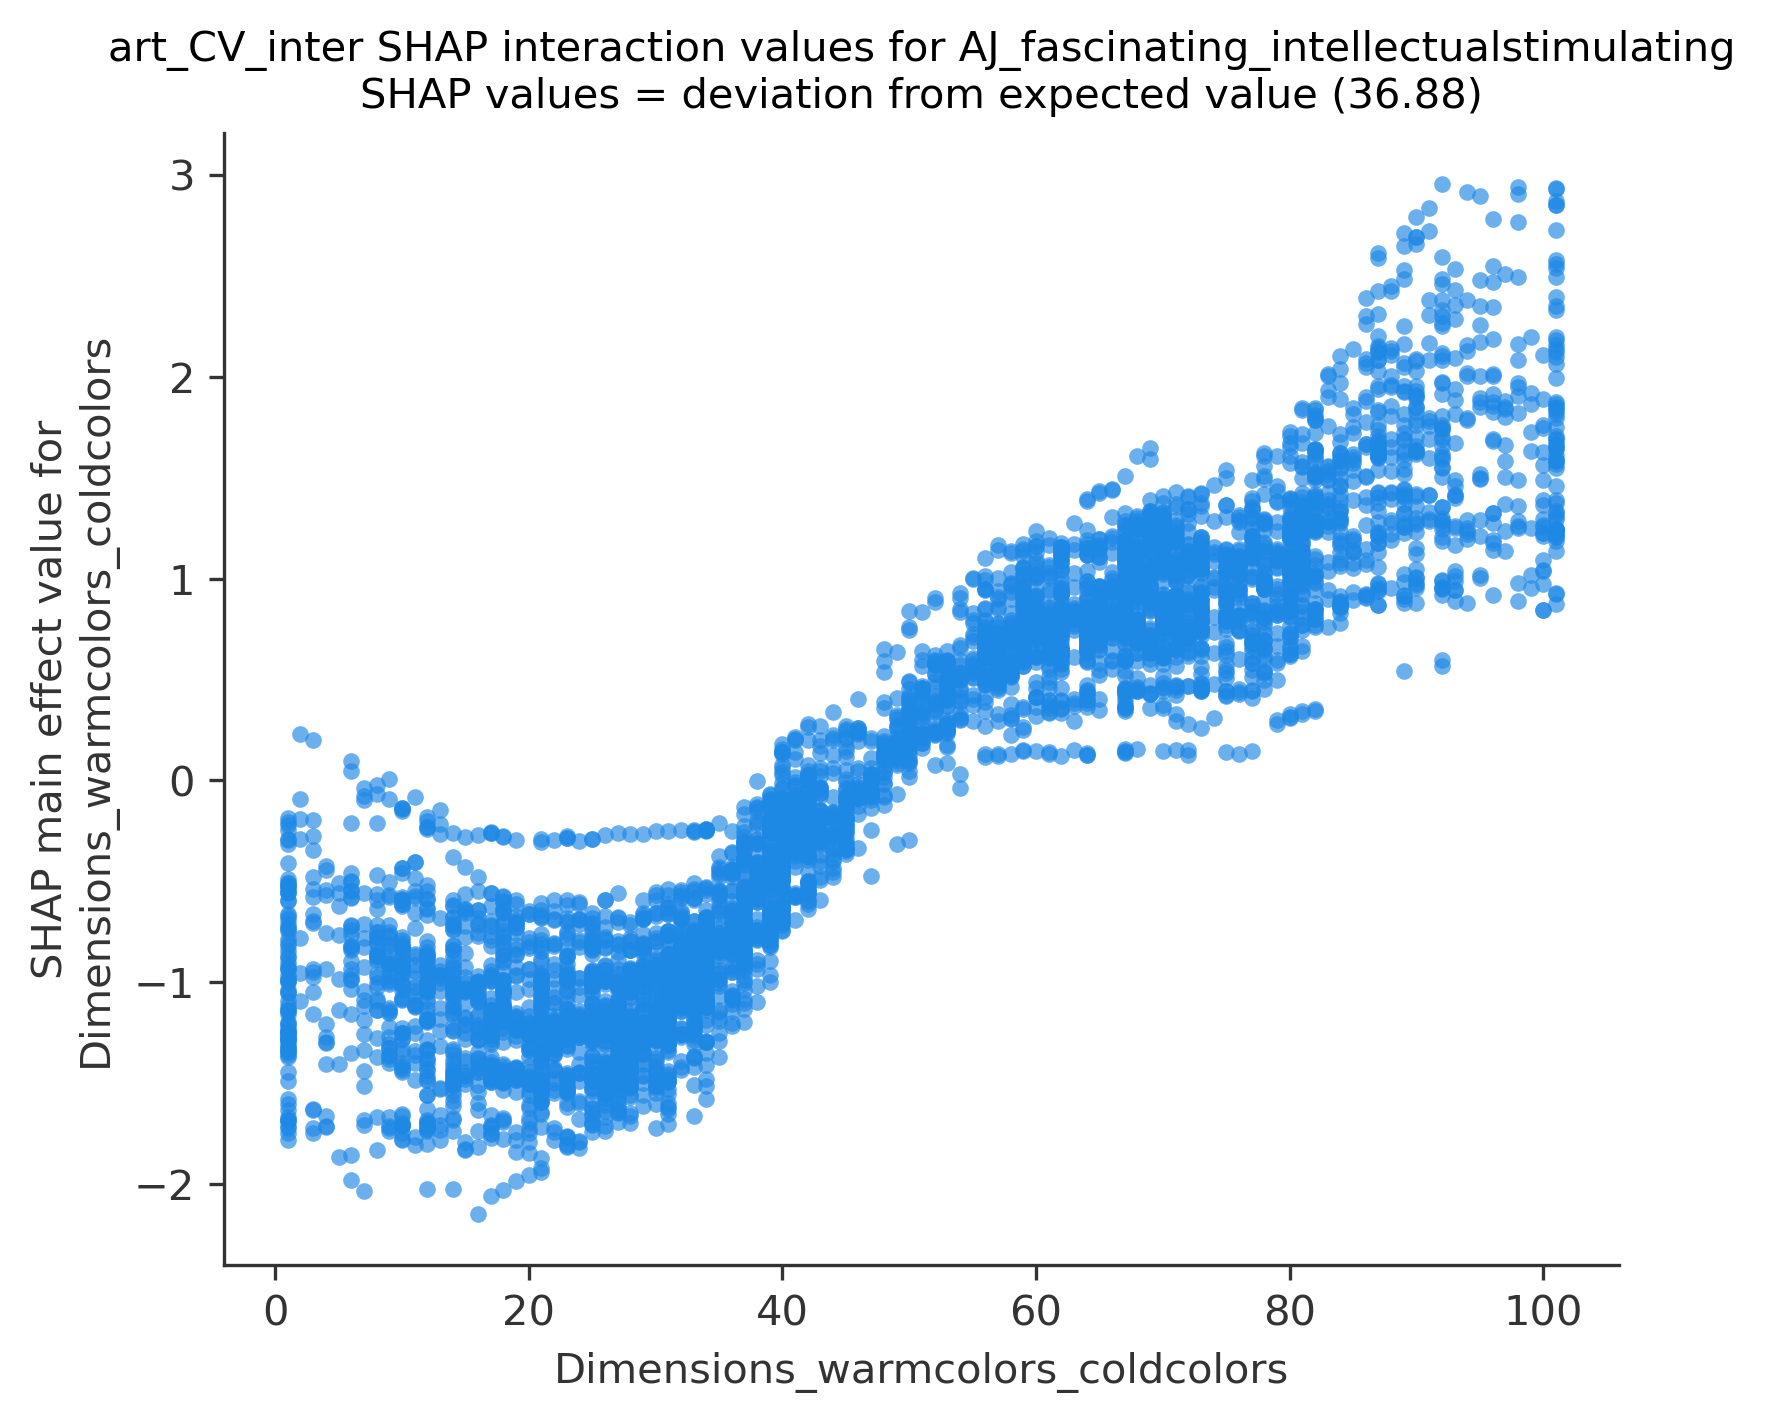 art_CV_inter SHAP interaction values for AJ_fascinating_intellectualstimulating
SHAP values = deviation from expected value (36.88)
3
2
1
0
−1
−2
SHAP main effect value for
Dimensions_warmcolors_coldcolors
0
20
40
60
80
100
Dimensions_warmcolors_coldcolors